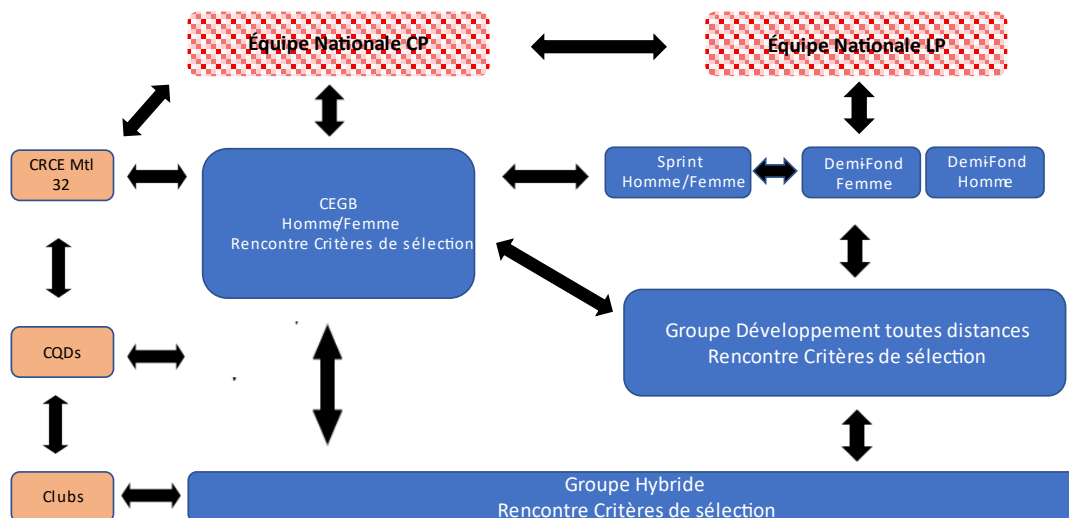 Équipe Nationale CP
Équipe Nationale LP
CRCE Mtl
32
CEGB
Homme/Femme
Rencontre Critères de sélection
Sprint
Homme/Femme
Demi-Fond
Femme
Demi-Fond
Homme
Groupe Développement toutes distances
Rencontre Critères de sélection
CQDs
Clubs
Groupe Hybride
Rencontre Critères de sélection